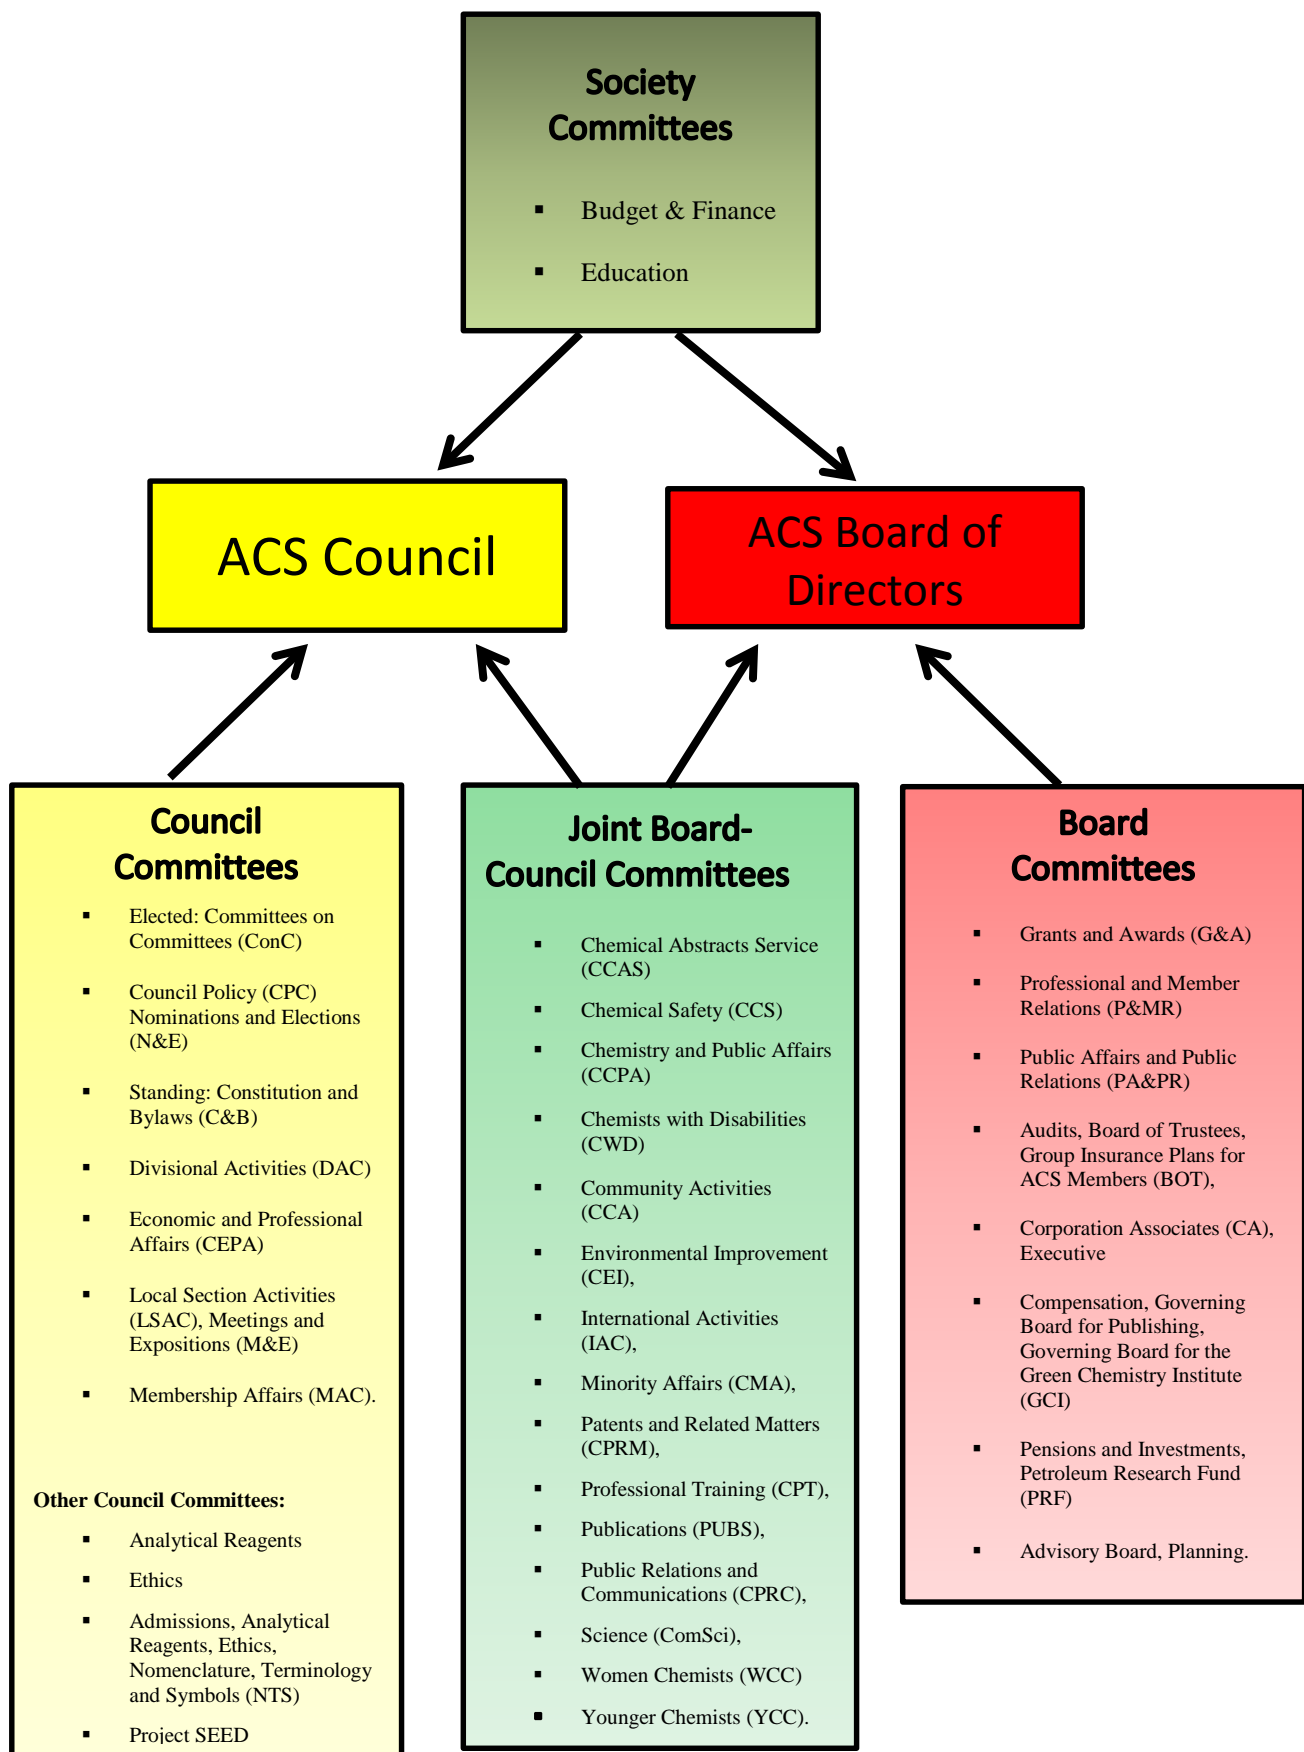 Society
Committees
▪ Budget & Finance
▪ Education
ACS Council
ACS Board of
Directors
Council
Committees
▪ Elected: Committees on
Committees (ConC)
▪ Council Policy (CPC)
Nominations and Elections
(N&E)
▪ Standing: Constitution and
Bylaws (C&B)
▪ Divisional Activities (DAC)
▪ Economic and Professional
Affairs (CEPA)
▪ Local Section Activities
(LSAC), Meetings and
Expositions (M&E)
▪ Membership Affairs (MAC).
Other Council Committees:
▪ Analytical Reagents
▪ Ethics
▪ Admissions, Analytical
Reagents, Ethics,
Nomenclature, Terminology
and Symbols (NTS)
▪ Project SEED
Joint Board-
Council Committees
▪ Chemical Abstracts Service
(CCAS)
▪ Chemical Safety (CCS)
▪ Chemistry and Public Affairs
(CCPA)
▪ Chemists with Disabilities
(CWD)
▪ Community Activities
(CCA)
▪ Environmental Improvement
(CEI),
▪ International Activities
(IAC),
▪ Minority Affairs (CMA),
▪ Patents and Related Matters
(CPRM),
▪ Professional Training (CPT),
▪ Publications (PUBS),
▪ Public Relations and
Communications (CPRC),
▪ Science (ComSci),
▪ Women Chemists (WCC)
▪ Younger Chemists (YCC).
Board
Committees
▪ Grants and Awards (G&A)
▪ Professional and Member
Relations (P&MR)
▪ Public Affairs and Public
Relations (PA&PR)
▪ Audits, Board of Trustees,
Group Insurance Plans for
ACS Members (BOT),
▪ Corporation Associates (CA),
Executive
▪ Compensation, Governing
Board for Publishing,
Governing Board for the
Green Chemistry Institute
(GCI)
▪ Pensions and Investments,
Petroleum Research Fund
(PRF)
▪ Advisory Board, Planning.